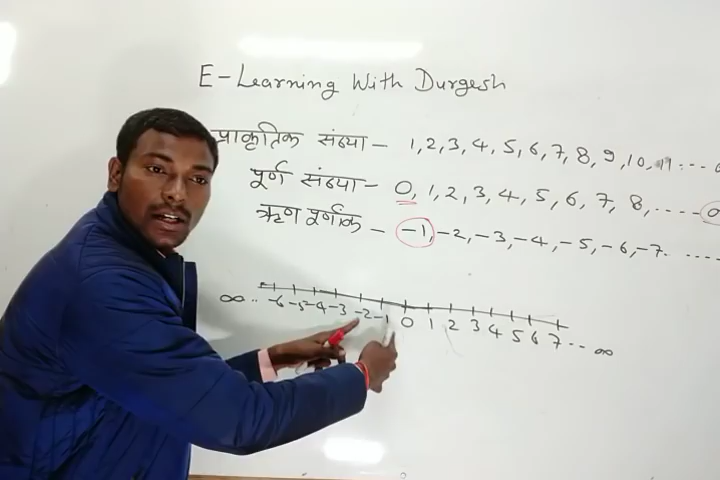 E-Learning With Durgesh
प्राकृतिक संख्या - 1, 2, 3, 4, 5, 6, 7, 8, 9, 10, 11 ....
पूर्ण संख्या - 0, 1, 2, 3, 4, 5, 6, 7, 8, ....
ऋण पूर्णांक - -1, -2, -3, -4, -5, -6, -7. ....
∞ .. -6 -5 -4 -3 -2 -1 0 1 2 3 4 5 6 7 .. ∞